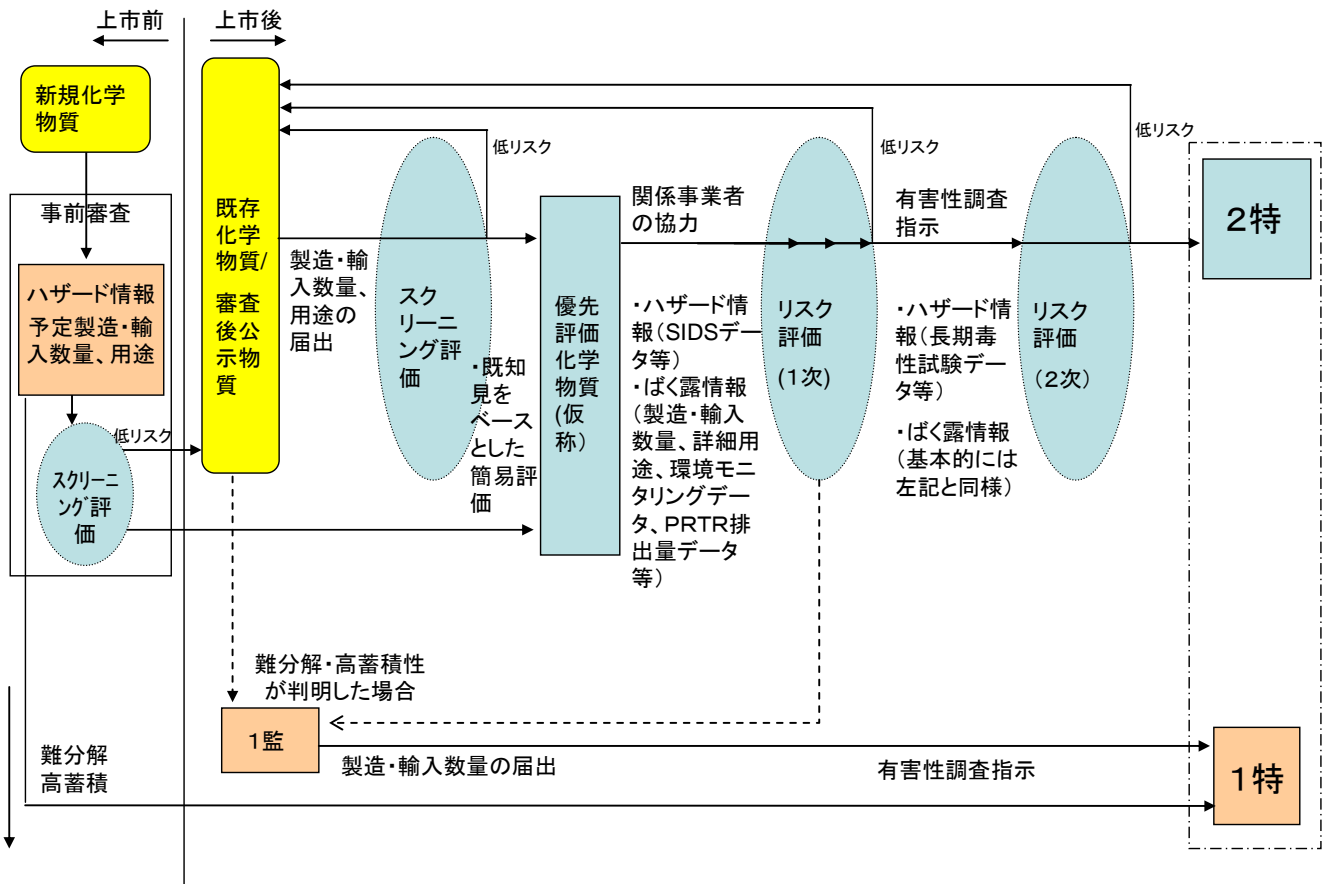 上市前
上市後
新規化学
物質
事前審査
ハザード情報
予定製造・輸
入数量、用途
スクリーニ
ング評
価
低リスク
難分解
高蓄積
既存
化学
物質/
審査
後公
示物
質
製造・輸
入数量、
用途の
届出
スク
リーニ
ング評
価
低リスク
・既知
見を
ベース
とした
簡易評
価
優先
評価
化学
物質
(仮
称)
関係事業者
の協力
・ハザード情
報(SIDSデー
タ等)
・ばく露情報
(製造・輸入
数量、詳細用
途、環境モニ
タリングデー
タ、PRTR排
出量データ
等)
リスク
評価
(1次)
低リスク
有害性調査
指示
・ハザード情
報(長期毒
性試験デー
タ等)
・ばく露情報
(基本的には
左記と同様)
リスク
評価
(2次)
低リスク
2特
難分解・高蓄積性
が判明した場合
1監
製造・輸入数量の届出
有害性調査指示
1特